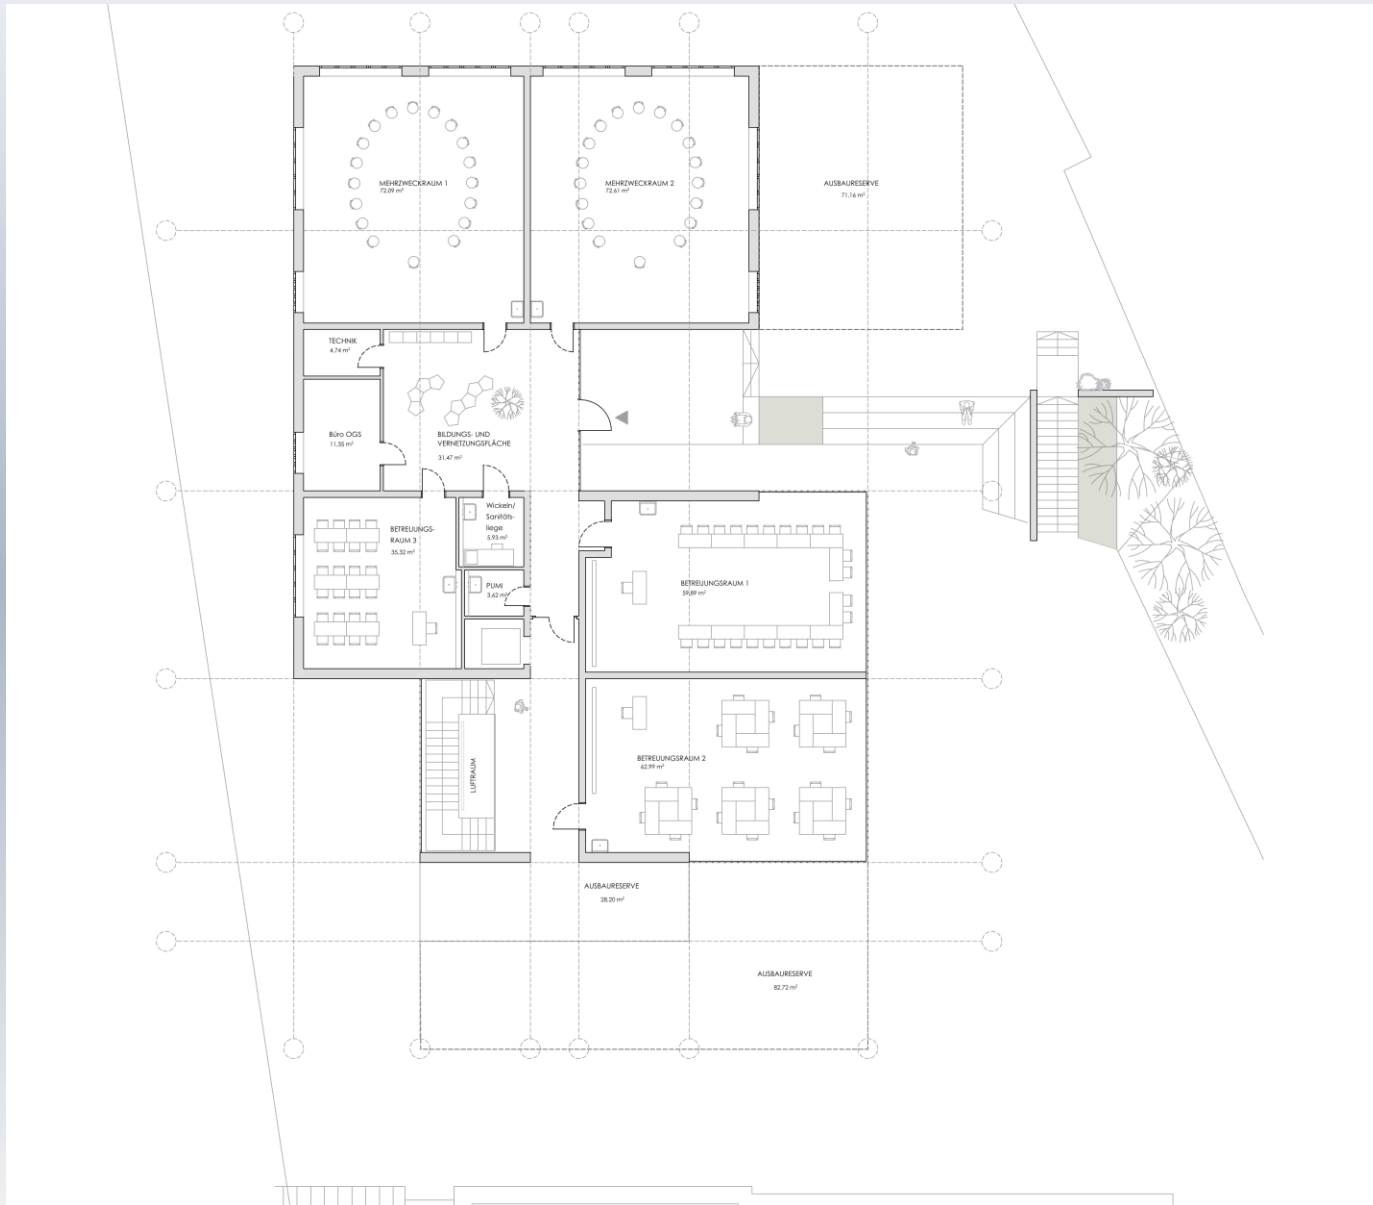 MEHRZWECKRAUM 1
72,09 m²
MEHRZWECKRAUM 2
72,61 m²
AUSBAURESERVE
71,16 m²
TECHNIK
4,74 m²
Büro OGS
11,35 m²
BILDUNGS- UND
VERNETZUNGSFLÄCHE
31,47 m²
BETREUUNGS-
RAUM 3
35,32 m²
Wickeln/
Sanitäts-
liege
5,93 m²
PUMI
3,62 m²
BETREUUNGSRAUM 1
59,89 m²
LUFTRAUM
BETREUUNGSRAUM 2
62,99 m²
AUSBAURESERVE
28,20 m²
AUSBAURESERVE
82,72 m²